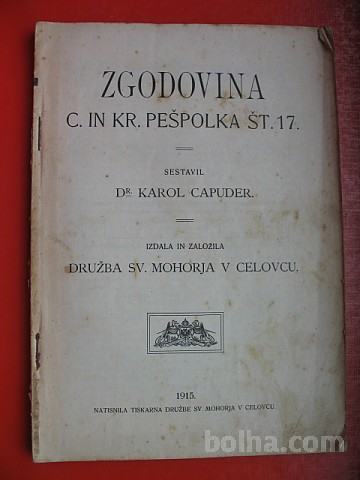 ZGODOVINA
C. IN KR. PEŠPOLKA ŠT. 17.
SESTAVIL
DR. KAROL CAPUDER.
IZDALA IN ZALOŽILA
DRUŽBA SV. MOHORJA V CELOVCU.
1915.
NATISNILA TISKARNA DRUŽBE SV. MOHORJA V CELOVCU.
bolha.com